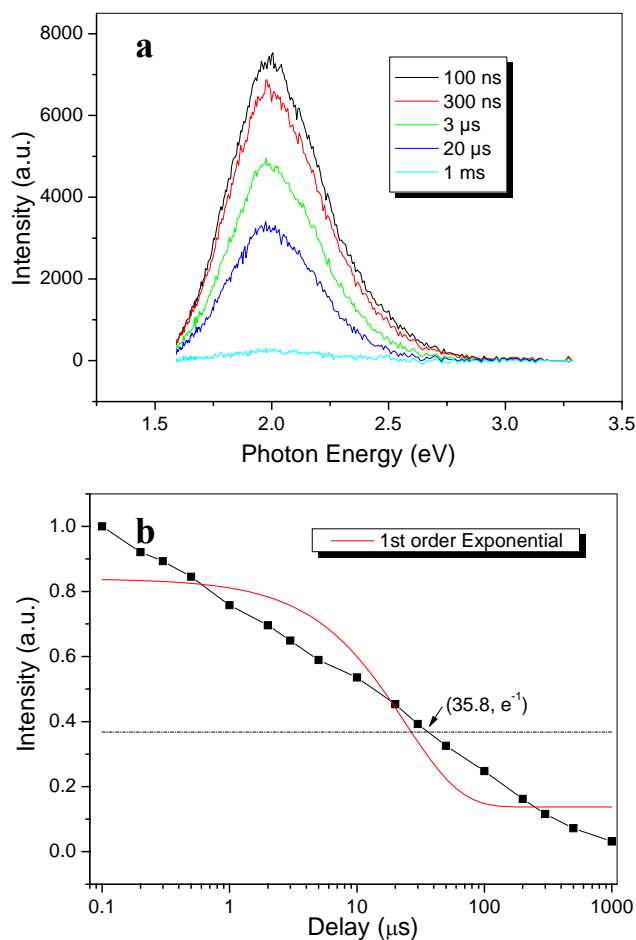 a
8000
6000
4000
2000
0
Intensity (a.u.)
100 ns
300 ns
3 µs
20 µs
1 ms
1.5
2.0
2.5
3.0
3.5
Photon Energy (eV)
b
1.0
0.8
0.6
0.4
0.2
0.0
Intensity (a.u.)
1st order Exponential
(35.8, e⁻¹)
0.1
1
10
100
1000
Delay (µs)